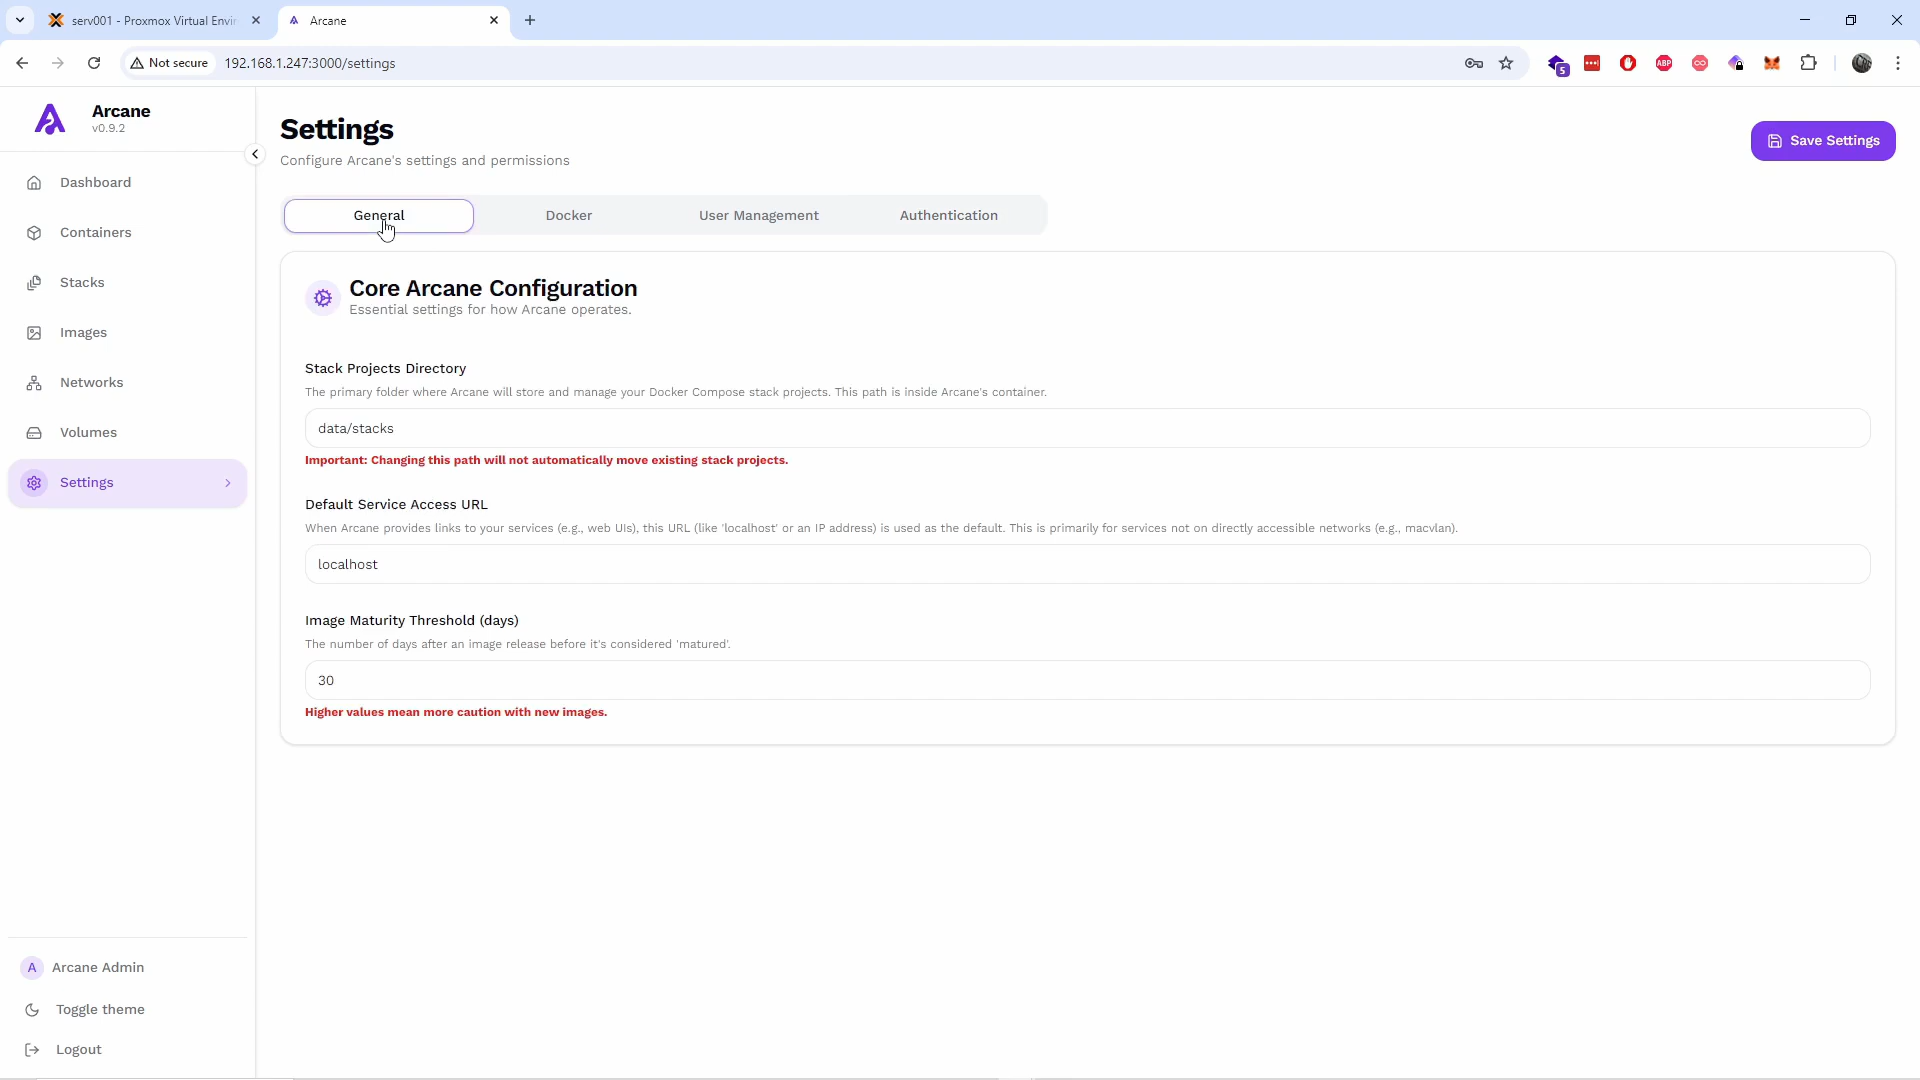 serv001 - Proxmox Virtual Envir
Arcane
Not secure
192.168.1.247:3000/settings
5
ABP
Arcane
v0.9.2
Dashboard
Containers
Stacks
Images
Networks
Volumes
Settings
A Arcane Admin
Toggle theme
Logout
Settings
Configure Arcane's settings and permissions
Save Settings
General
Docker
User Management
Authentication
Core Arcane Configuration
Essential settings for how Arcane operates.
Stack Projects Directory
The primary folder where Arcane will store and manage your Docker Compose stack projects. This path is inside Arcane's container.
data/stacks
Important: Changing this path will not automatically move existing stack projects.
Default Service Access URL
When Arcane provides links to your services (e.g., web UIs), this URL (like 'localhost' or an IP address) is used as the default. This is primarily for services not on directly accessible networks (e.g., macvlan).
localhost
Image Maturity Threshold (days)
The number of days after an image release before it's considered 'matured'.
30
Higher values mean more caution with new images.